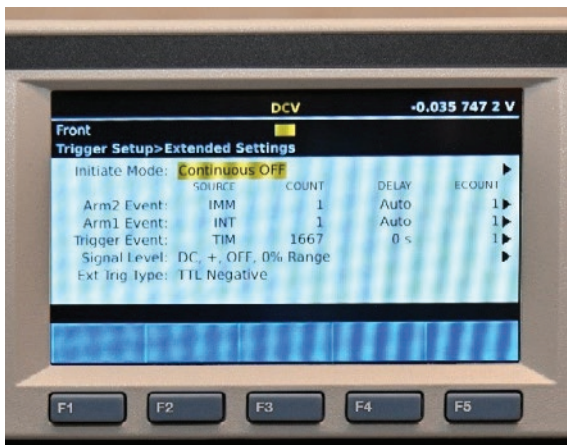 DCV -0.035 747 2 V
Front
Trigger Setup>Extended Settings
Initiate Mode: Continuous OFF
SOURCE COUNT DELAY ECOUNT
Arm2 Event: IMM 1 Auto 1
Arm1 Event: INT 1 Auto 1
Trigger Event: TIM 1667 0 s 1
Signal Level: DC, +, OFF, 0% Range
Ext Trig Type: TTL Negative
F1 F2 F3 F4 F5